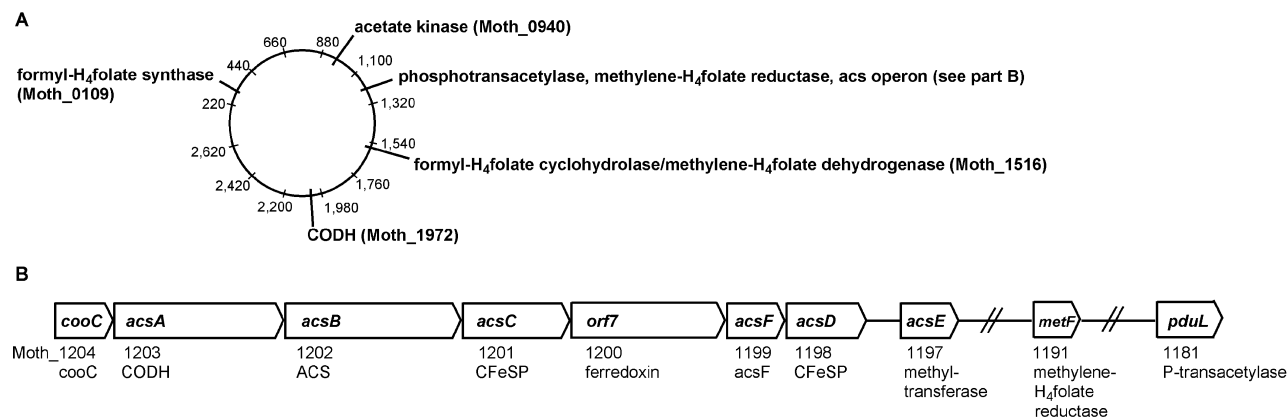 A
acetate kinase (Moth_0940)
660
880
formyl-H4folate synthase
(Moth_0109)
440
1,100
phosphotransacetylase, methylene-H4folate reductase, acs operon (see part B)
220
1,320
1,540
2,620
formyl-H4folate cyclohydrolase/methylene-H4folate dehydrogenase (Moth_1516)
2,420
1,760
2,200
1,980
CODH (Moth_1972)
B
cooC acsA acsB acsC orf7 acsF acsD acsE metF pduL
Moth_1204 1203 1202 1201 1200 1199 1198 1197 1191 1181
cooC CODH ACS CFeSP ferredoxin acsF CFeSP methyl- methylene- P-transacetylase
transferase H4folate
reductase